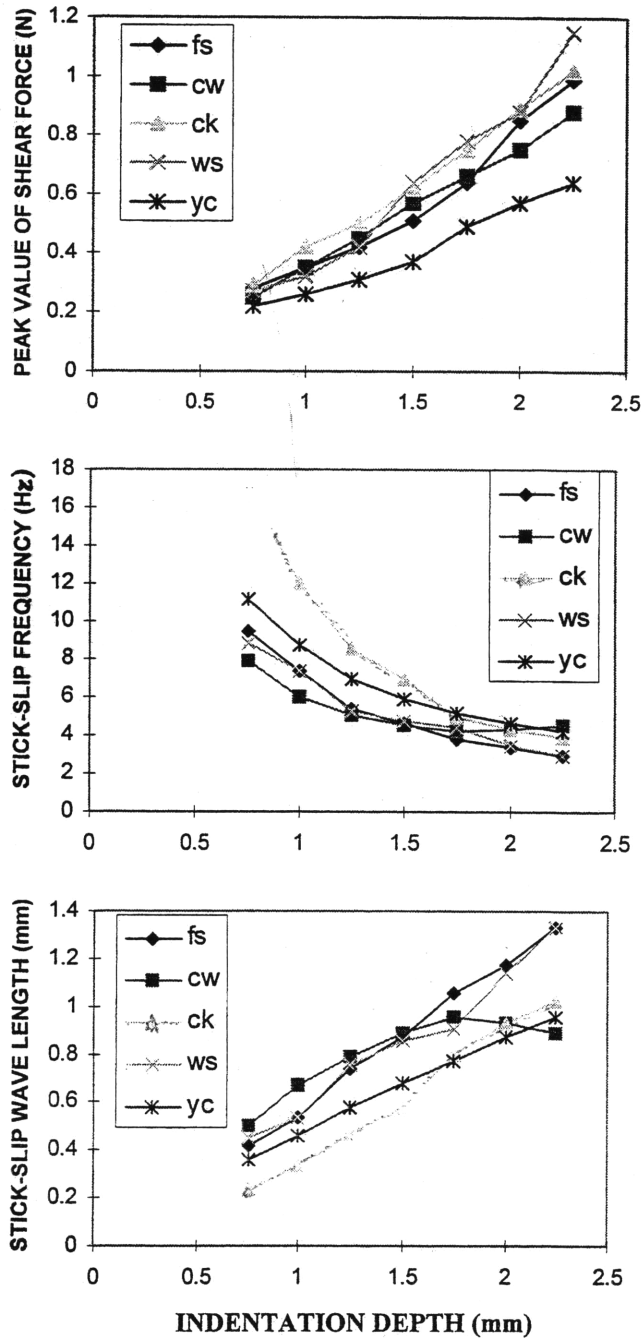 PEAK VALUE OF SHEAR FORCE (N)
1.2
1
0.8
0.6
0.4
0.2
0
fs
cw
ck
ws
yc
0 0.5 1 1.5 2 2.5
STICK-SLIP FREQUENCY (Hz)
18
16
14
12
10
8
6
4
2
0
fs
cw
ck
ws
yc
0 0.5 1 1.5 2 2.5
STICK-SLIP WAVE LENGTH (mm)
1.4
1.2
1
0.8
0.6
0.4
0.2
0
fs
cw
ck
ws
yc
0 0.5 1 1.5 2 2.5
INDENTATION DEPTH (mm)